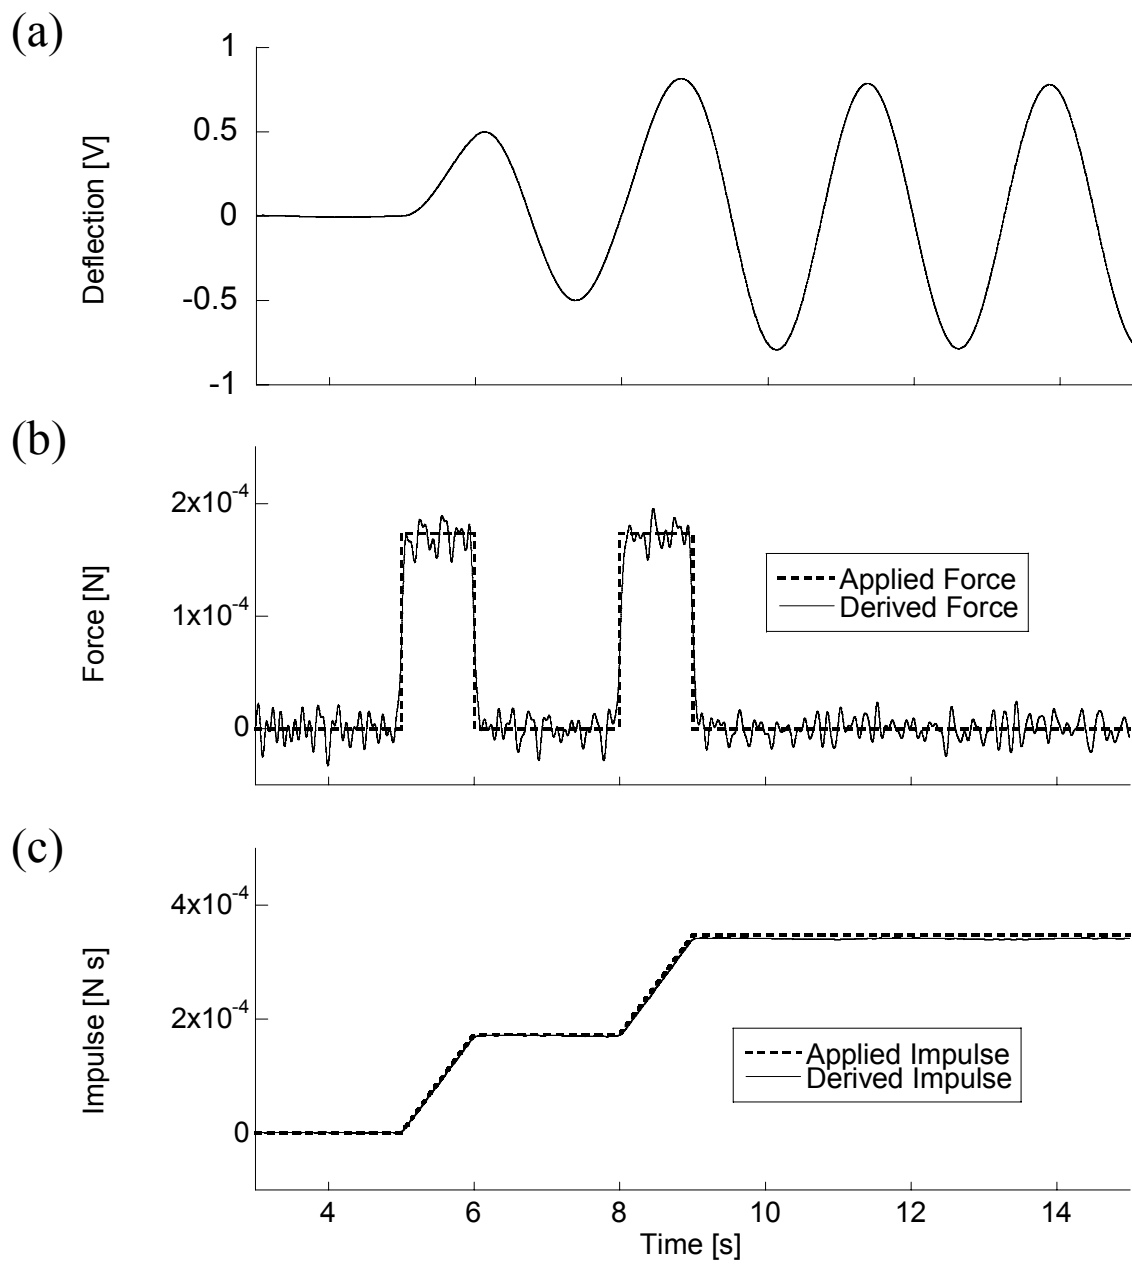 (a)
1
0.5
0
-0.5
-1
Deflection [V]
(b)
2x10⁻⁴
1x10⁻⁴
0
Force [N]
Applied Force
Derived Force
(c)
4x10⁻⁴
2x10⁻⁴
0
Impulse [N s]
Applied Impulse
Derived Impulse
4 6 8 10 12 14
Time [s]